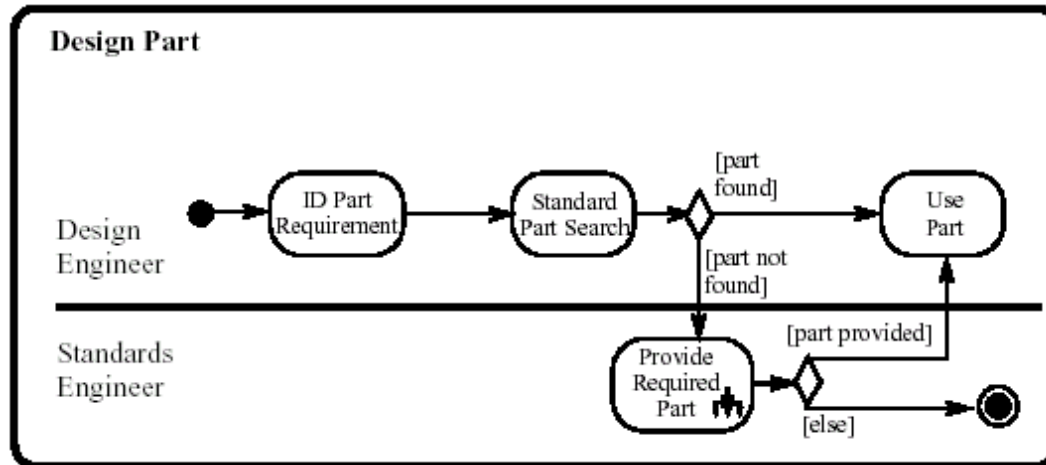 Design Part
[part
found]
ID Part
Requirement
Standard
Part Search
Use
Part
Design
Engineer
[part not
found]
[part provided]
Standards
Engineer
Provide
Required
Part
[else]